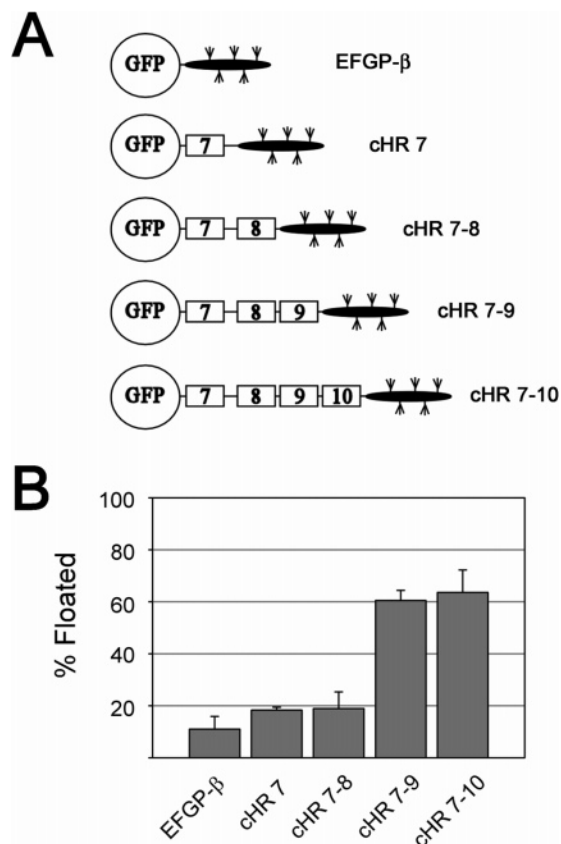 A
GFP EFGP-β
GFP 7 cHR 7
GFP 7 8 cHR 7-8
GFP 7 8 9 cHR 7-9
GFP 7 8 9 10 cHR 7-10
B
100
80
60
40
20
% Floated
EFGP-β
cHR 7
cHR 7-8
cHR 7-9
cHR 7-10